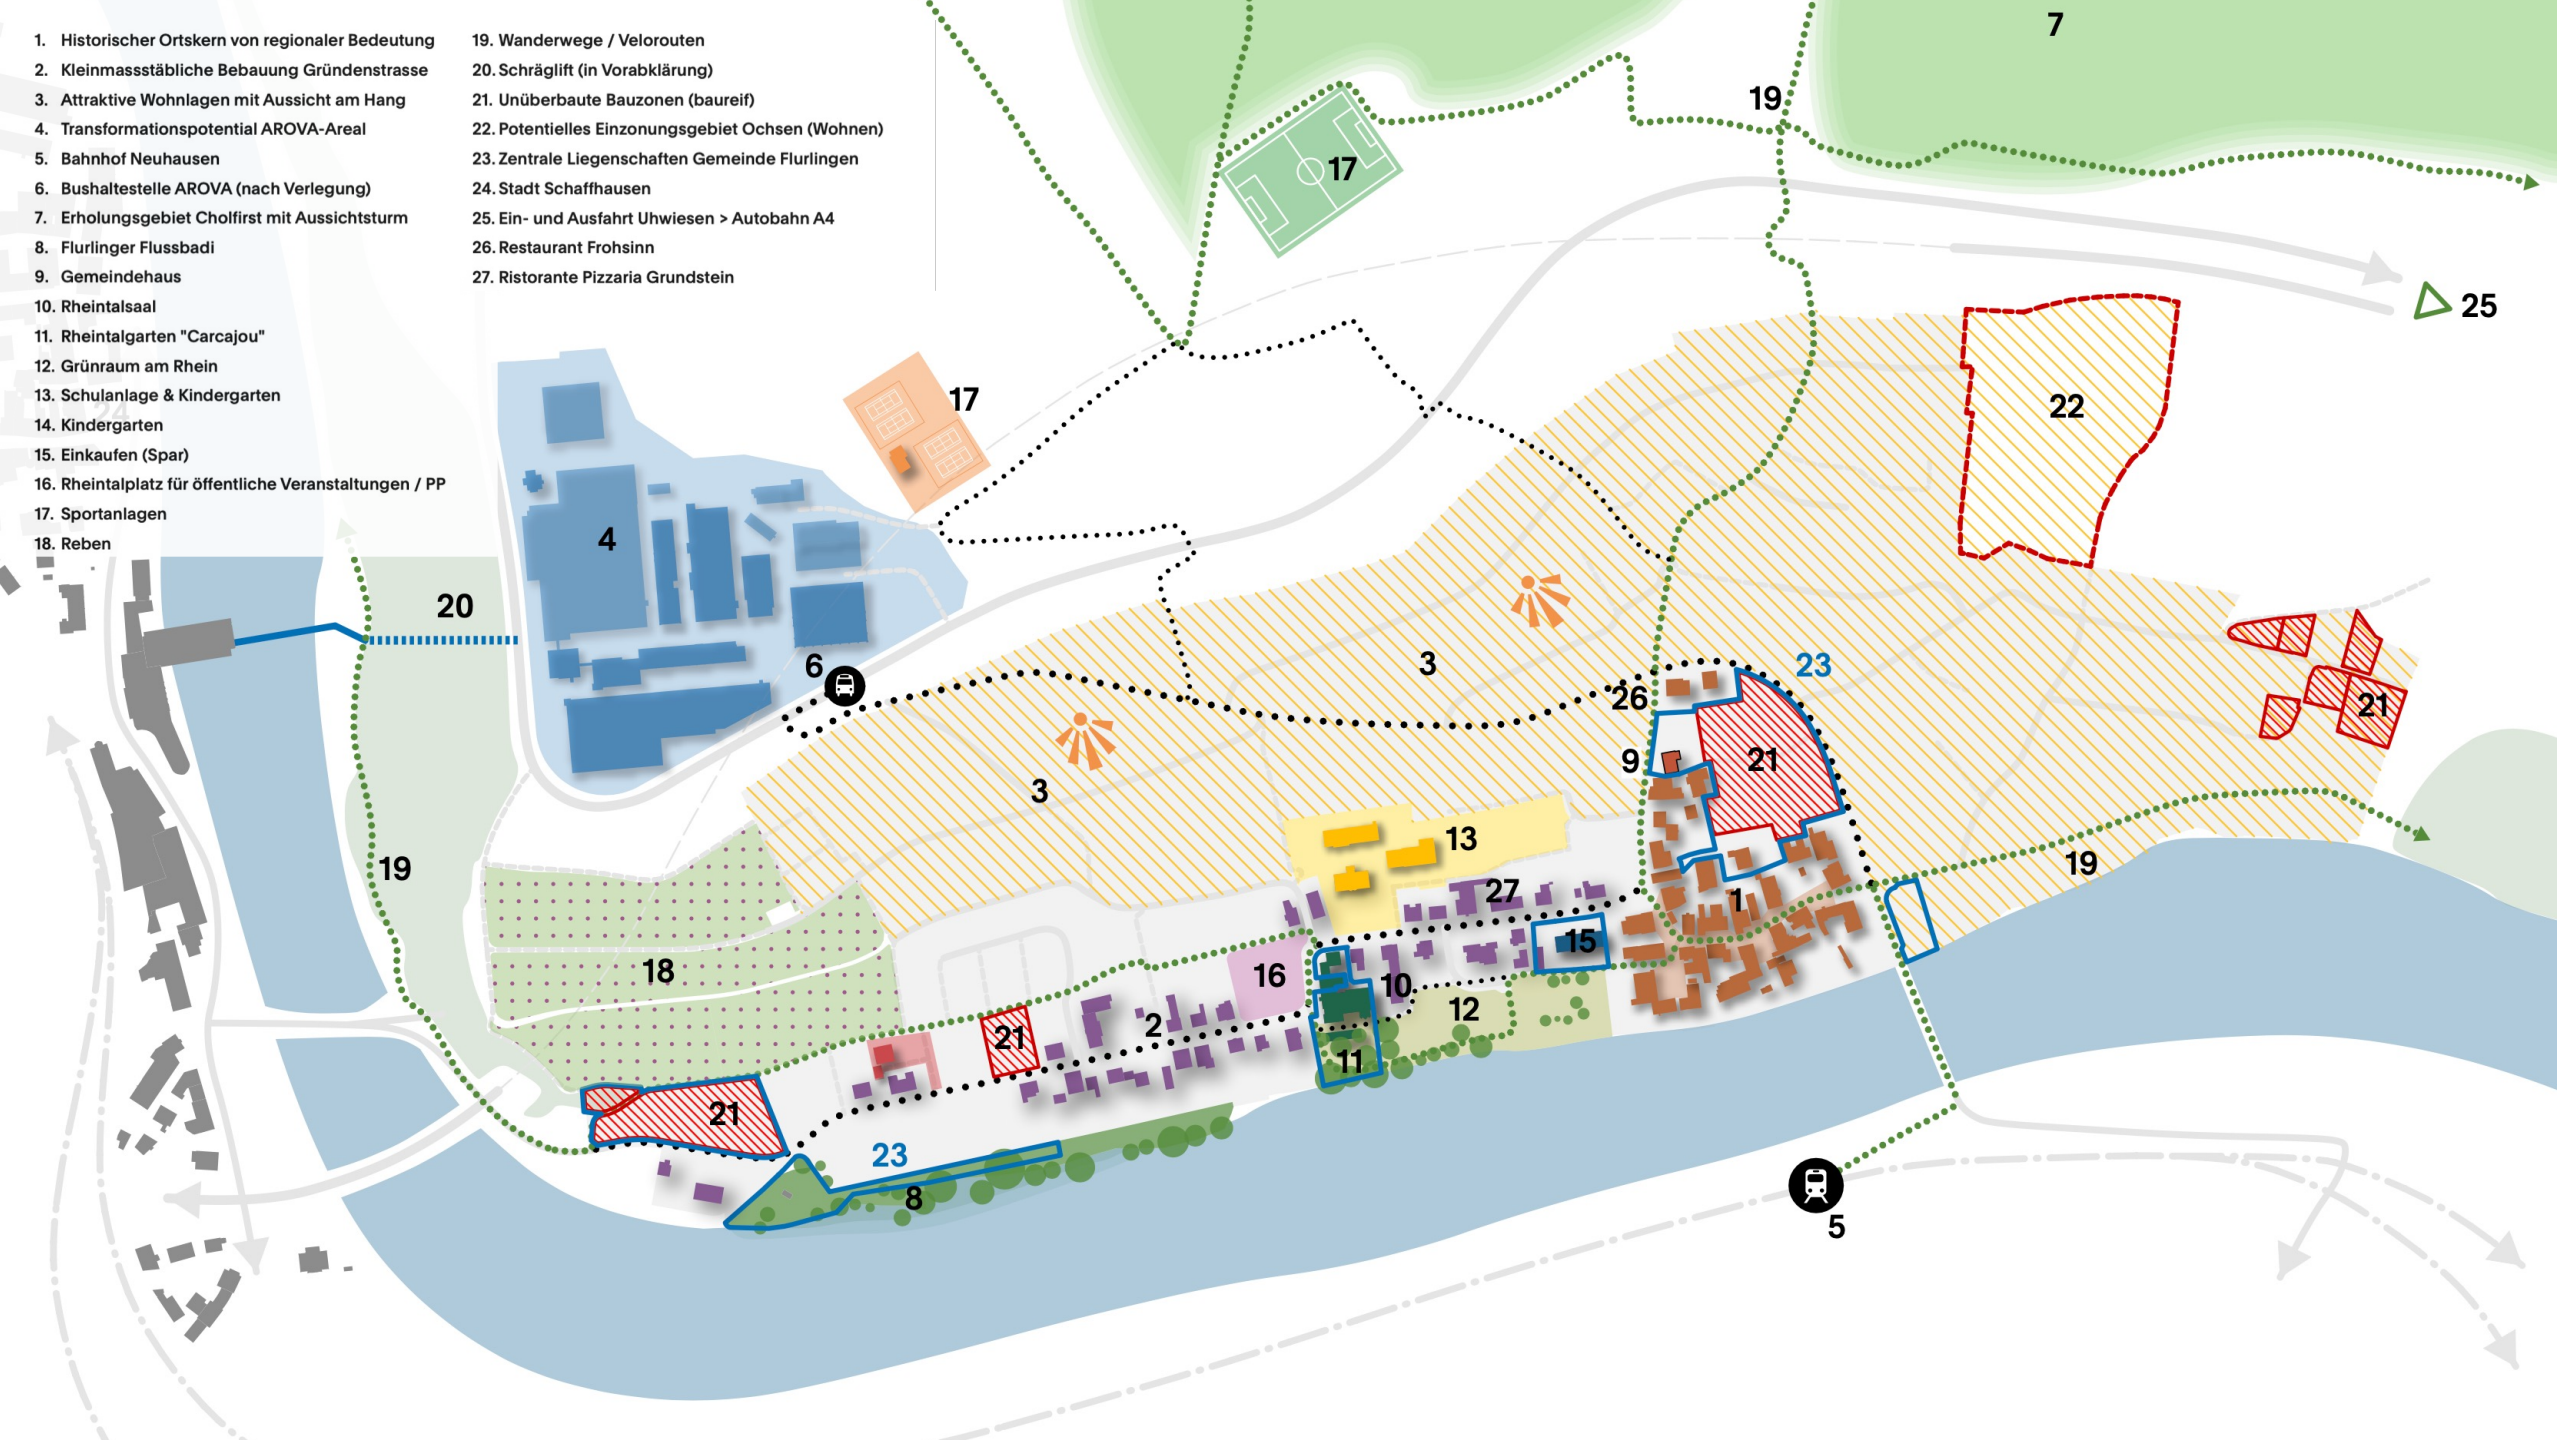 1. Historischer Ortskern von regionaler Bedeutung
2. Kleinmassstäbliche Bebauung Gründenstrasse
3. Attraktive Wohnlagen mit Aussicht am Hang
4. Transformationspotential AROVA-Areal
5. Bahnhof Neuhausen
6. Bushaltestelle AROVA (nach Verlegung)
7. Erholungsgebiet Cholfirst mit Aussichtsturm
8. Flurlinger Flussbadi
9. Gemeindehaus
10. Rheintalsaal
11. Rheintalgarten "Carcajou"
12. Grünraum am Rhein
13. Schulanlage & Kindergarten
14. Kindergarten
15. Einkaufen (Spar)
16. Rheintalplatz für öffentliche Veranstaltungen / PP
17. Sportanlagen
18. Reben
19. Wanderwege / Velorouten
20. Schräglift (in Vorabklärung)
21. Unüberbaute Bauzonen (baureif)
22. Potentielles Einzonungsgebiet Ochsen (Wohnen)
23. Zentrale Liegenschaften Gemeinde Flurlingen
24. Stadt Schaffhausen
25. Ein- und Ausfahrt Uhwiesen > Autobahn A4
26. Restaurant Frohsinn
27. Ristorante Pizzaria Grundstein
7
19
17
25
17
22
24
4
20
6
3
23
26
21
9
21
3
13
19
19
27
1
15
18
16
10
12
2
21
11
21
23
8
5